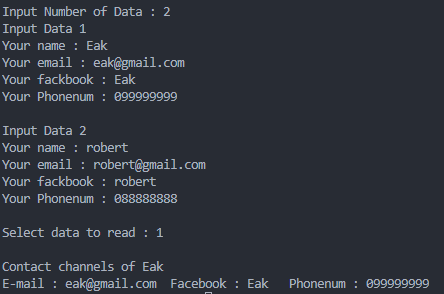 Input Number of Data : 2
Input Data 1
Your name : Eak
Your email : eak@gmail.com
Your fackbook : Eak
Your Phonenum : 099999999
Input Data 2
Your name : robert
Your email : robert@gmail.com
Your fackbook : robert
Your Phonenum : 088888888
Select data to read : 1
Contact channels of Eak
E-mail : eak@gmail.com  Facebook : Eak   Phonenum : 099999999